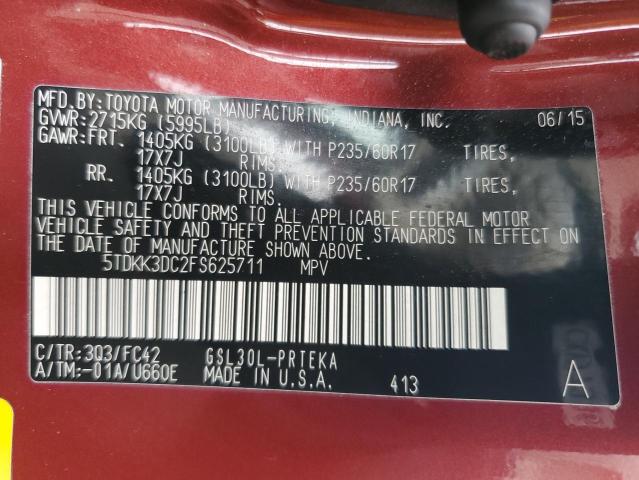 MFD.BY:TOYOTA MOTOR MANUFACTURING, INDIANA, INC. 06/15
GVWR:2715KG (5995LB)
GAWR:FRT. 1405KG (3100LB) WITH P235/60R17 TIRES,
17X7J RIMS.
RR. 1405KG (3100LB) WITH P235/60R17 TIRES,
17X7J RIMS.
THIS VEHICLE CONFORMS TO ALL APPLICABLE FEDERAL MOTOR
VEHICLE SAFETY AND THEFT PREVENTION STANDARDS IN EFFECT ON
THE DATE OF MANUFACTURE SHOWN ABOVE.
5TDKK3DC2FS625711 MPV
C/TR:3Q3/FC42 GSL30L-PRTEKA
A/TM:-01A/U660E MADE IN U.S.A. 413 A